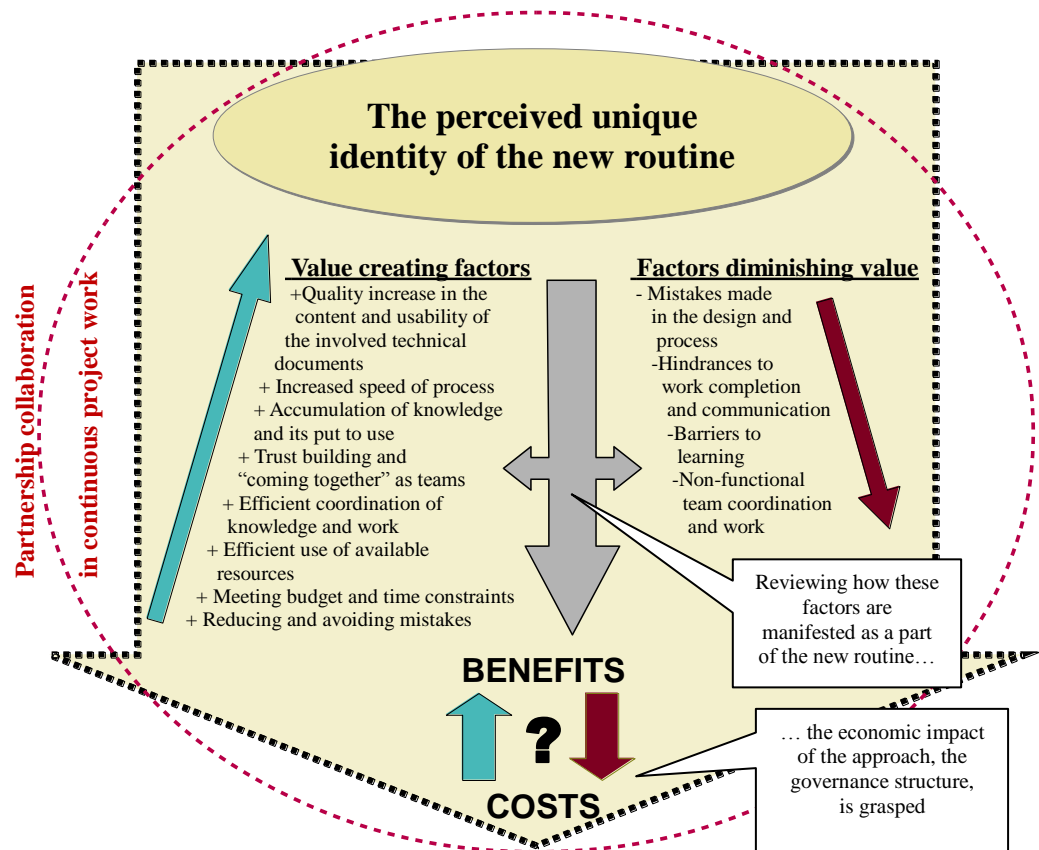 The perceived unique
identity of the new routine
Partnership collaboration
in continuous project work
Value creating factors
+Quality increase in the
content and usability of
the involved technical
documents
+ Increased speed of process
+ Accumulation of knowledge
and its put to use
+ Trust building and
“coming together” as teams
+ Efficient coordination of
knowledge and work
+ Efficient use of available
resources
+ Meeting budget and time constraints
+ Reducing and avoiding mistakes
Factors diminishing value
- Mistakes made
in the design and
process
-Hindrances to
work completion
and communication
-Barriers to
learning
-Non-functional
team coordination
and work
Reviewing how these
factors are
manifested as a part
of the new routine…
BENEFITS
?
COSTS
… the economic impact
of the approach, the
governance structure,
is grasped